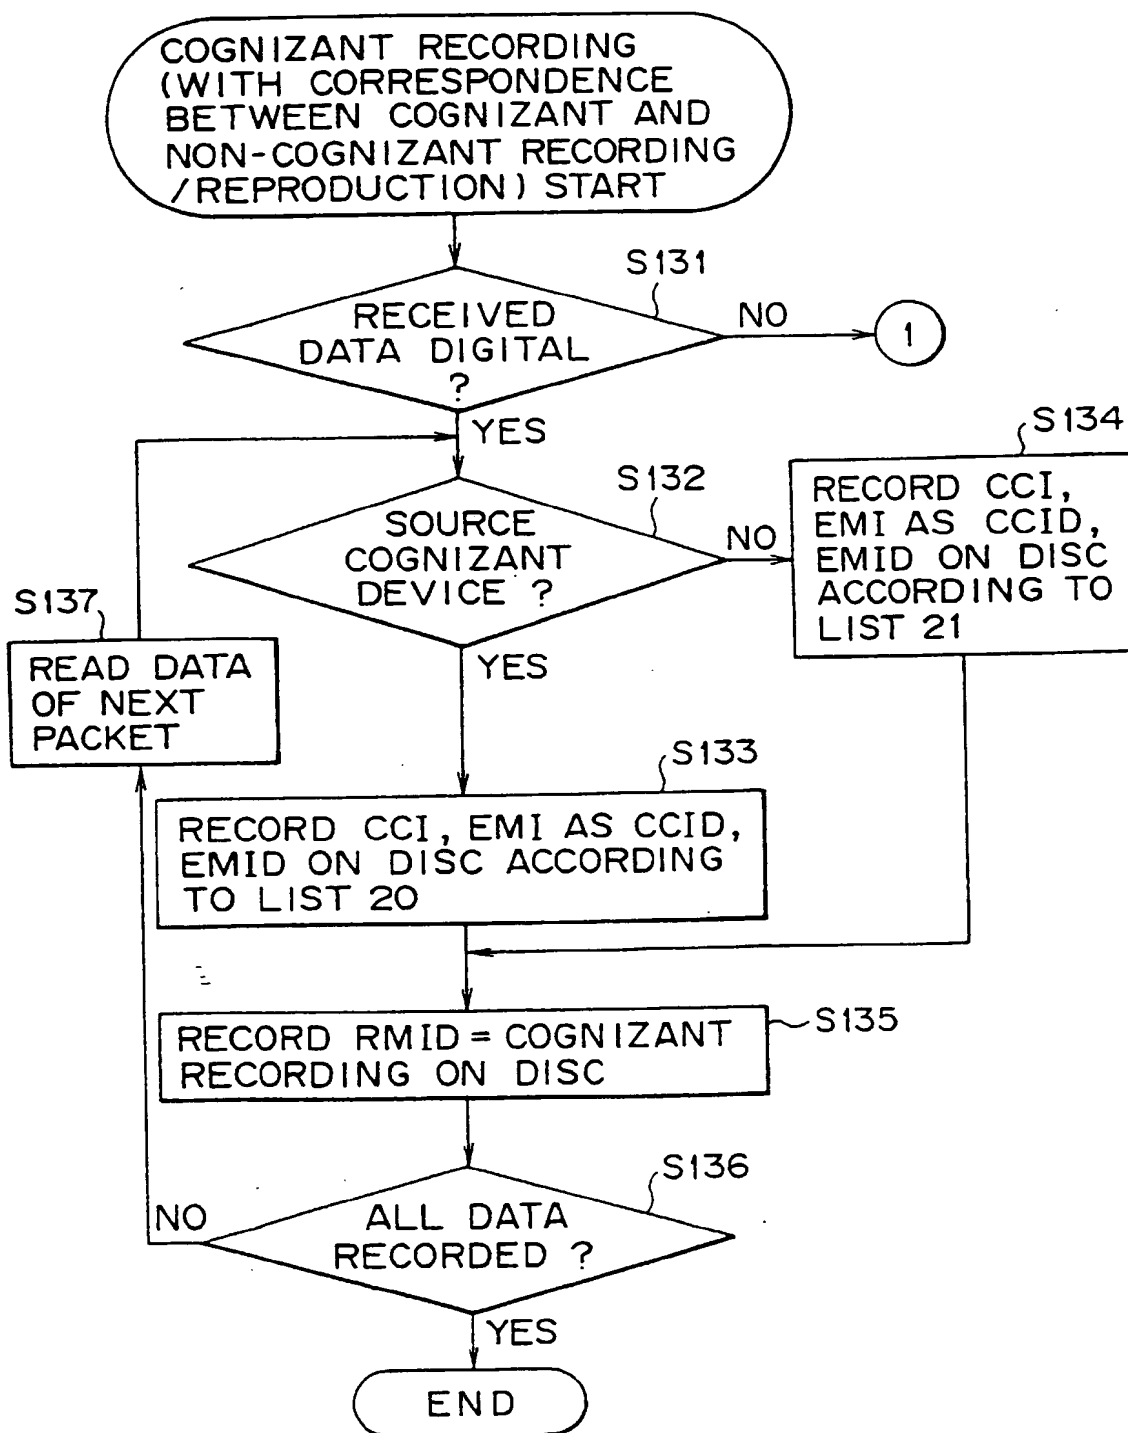 COGNIZANT RECORDING
(WITH CORRESPONDENCE
BETWEEN COGNIZANT AND
NON-COGNIZANT RECORDING
/REPRODUCTION) START
S131
RECEIVED
DATA DIGITAL
?
NO
1
YES
S132
SOURCE
COGNIZANT
DEVICE ?
NO
S134
RECORD CCI,
EMI AS CCID,
EMID ON DISC
ACCORDING TO
LIST 21
S137
READ DATA
OF NEXT
PACKET
YES
S133
RECORD CCI, EMI AS CCID,
EMID ON DISC ACCORDING
TO LIST 20
RECORD RMID = COGNIZANT
RECORDING ON DISC
S135
S136
NO
ALL DATA
RECORDED ?
YES
END